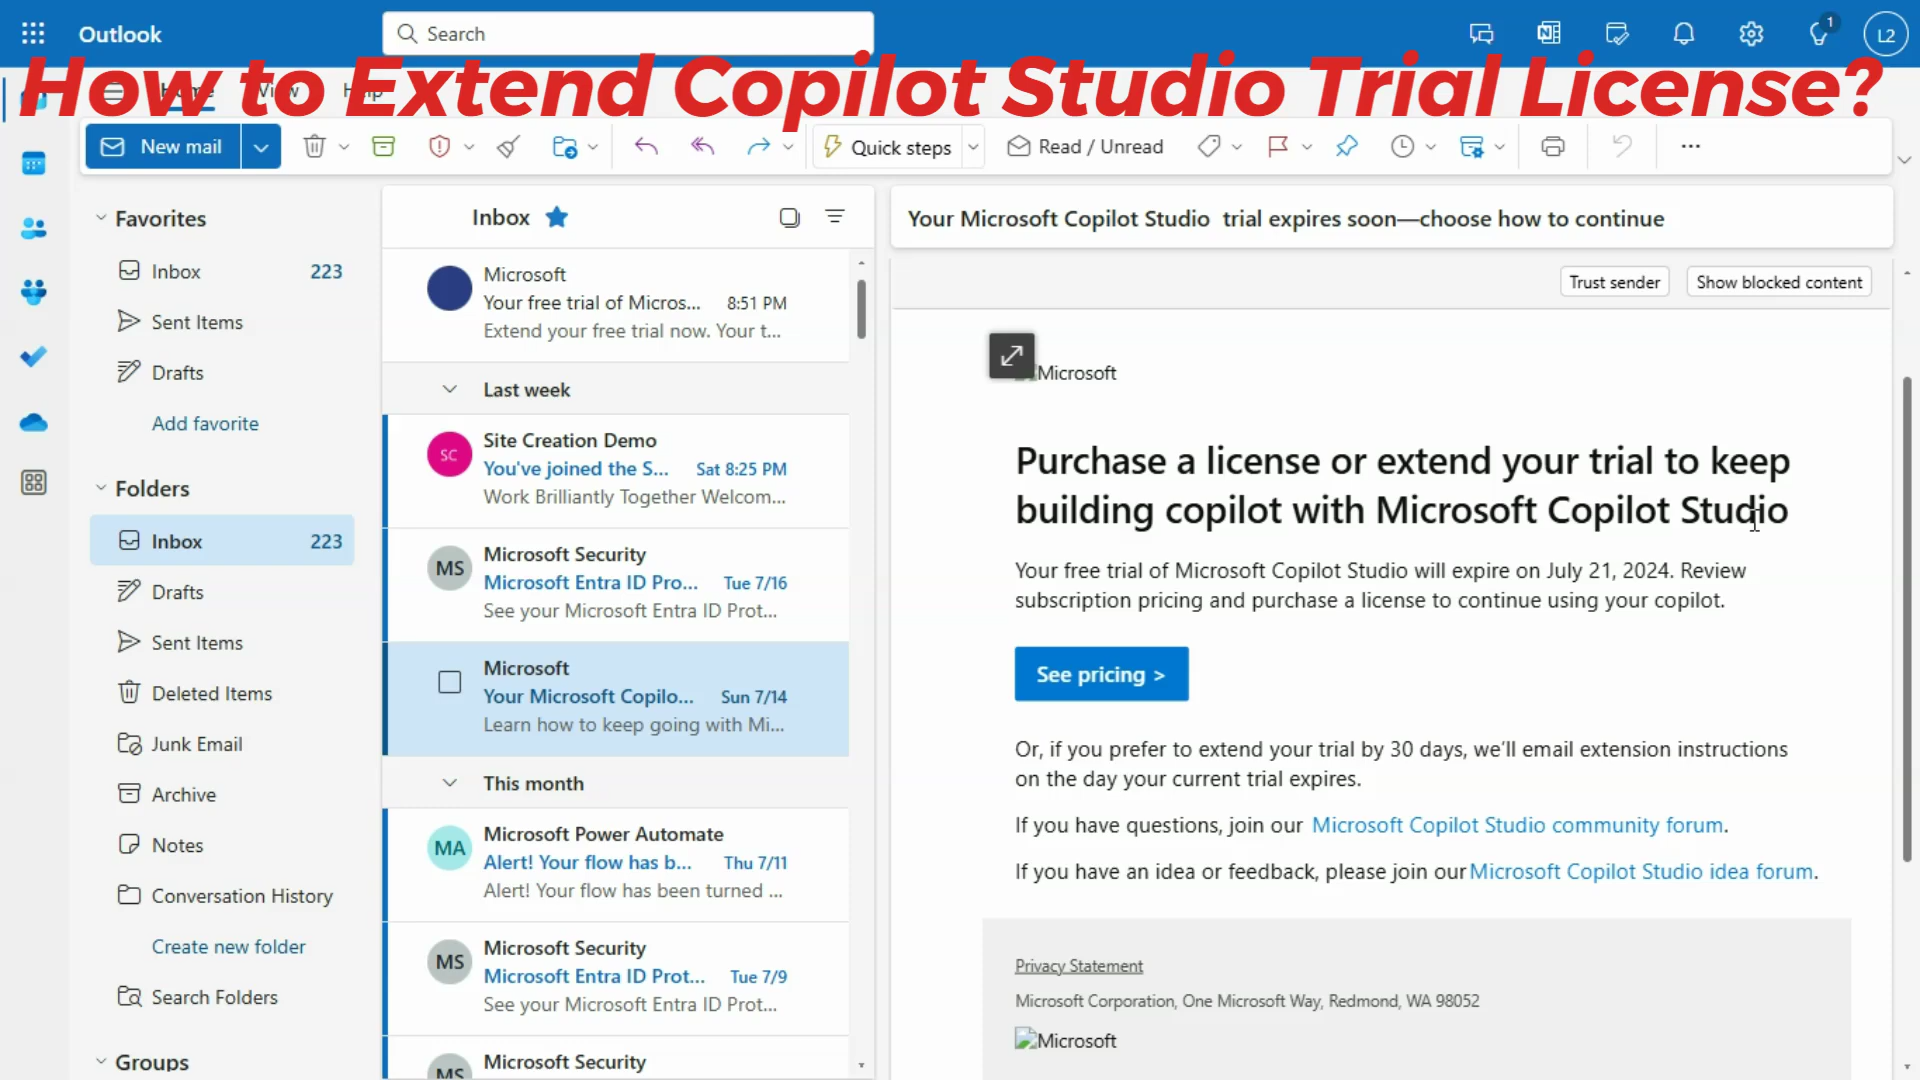 Outlook
Search
1
L2
How to Extend Copilot Studio Trial License?
Home
View
Help
New mail
Quick steps
Read / Unread
Favorites
Inbox 223
Sent Items
Drafts
Add favorite
Folders
Inbox 223
Drafts
Sent Items
Deleted Items
Junk Email
Archive
Notes
Conversation History
Create new folder
Search Folders
Groups
Inbox
Microsoft
Your free trial of Micros... 8:51 PM
Extend your free trial now. Your t...
Last week
SC
Site Creation Demo
You've joined the S... Sat 8:25 PM
Work Brilliantly Together Welcom...
MS
Microsoft Security
Microsoft Entra ID Pro... Tue 7/16
See your Microsoft Entra ID Prot...
Microsoft
Your Microsoft Copilo... Sun 7/14
Learn how to keep going with Mi...
This month
MA
Microsoft Power Automate
Alert! Your flow has b... Thu 7/11
Alert! Your flow has been turned ...
MS
Microsoft Security
Microsoft Entra ID Prot... Tue 7/9
See your Microsoft Entra ID Prot...
MS
Microsoft Security
Your Microsoft Copilot Studio trial expires soon—choose how to continue
Trust sender
Show blocked content
Microsoft
Purchase a license or extend your trial to keep
building copilot with Microsoft Copilot Studio
Your free trial of Microsoft Copilot Studio will expire on July 21, 2024. Review
subscription pricing and purchase a license to continue using your copilot.
See pricing >
Or, if you prefer to extend your trial by 30 days, we'll email extension instructions
on the day your current trial expires.
If you have questions, join our Microsoft Copilot Studio community forum.
If you have an idea or feedback, please join our Microsoft Copilot Studio idea forum.
Privacy Statement
Microsoft Corporation, One Microsoft Way, Redmond, WA 98052
Microsoft